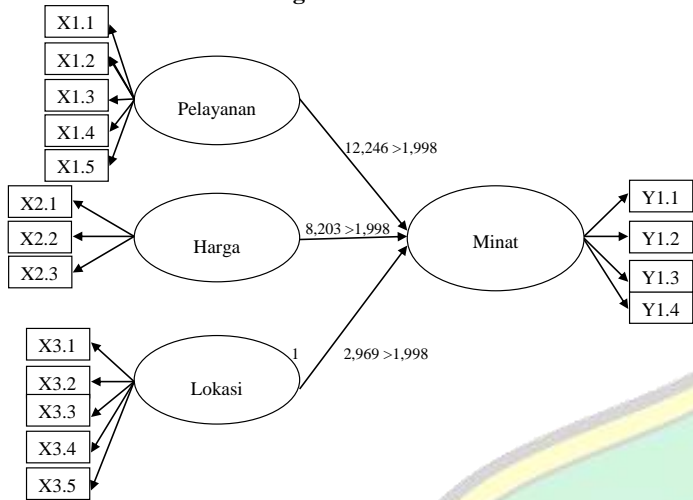 X1.1
X1.2
X1.3
X1.4
X1.5
Pelayanan
12,246 >1,998
X2.1
X2.2
X2.3
Harga
8,203 >1,998
Minat
Y1.1
Y1.2
Y1.3
Y1.4
X3.1
X3.2
X3.3
X3.4
X3.5
Lokasi
1
2,969 >1,998